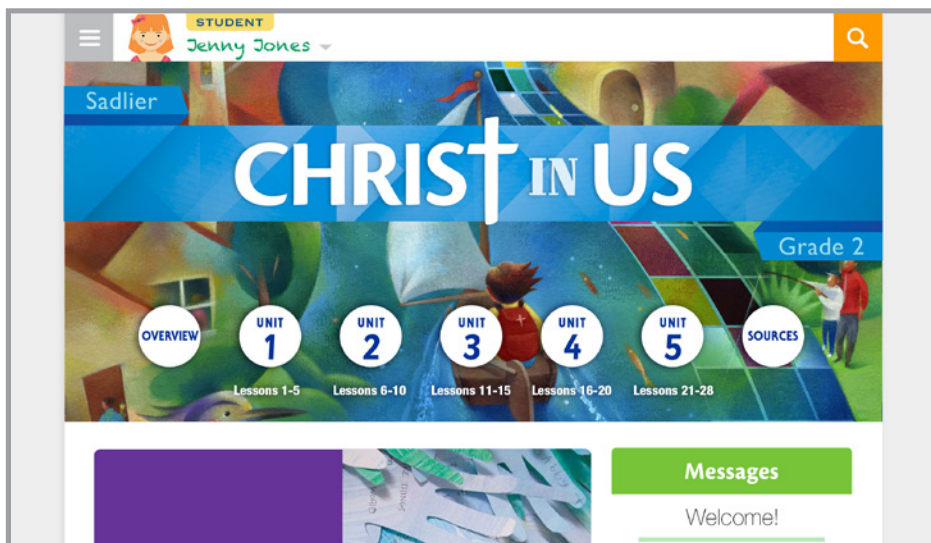 STUDENT
Jenny Jones
Sadlier
CHRIST IN US
Grade 2
OVERVIEW
UNIT
1
Lessons 1-5
UNIT
2
Lessons 6-10
UNIT
3
Lessons 11-15
UNIT
4
Lessons 16-20
UNIT
5
Lessons 21-28
SOURCES
Messages
Welcome!